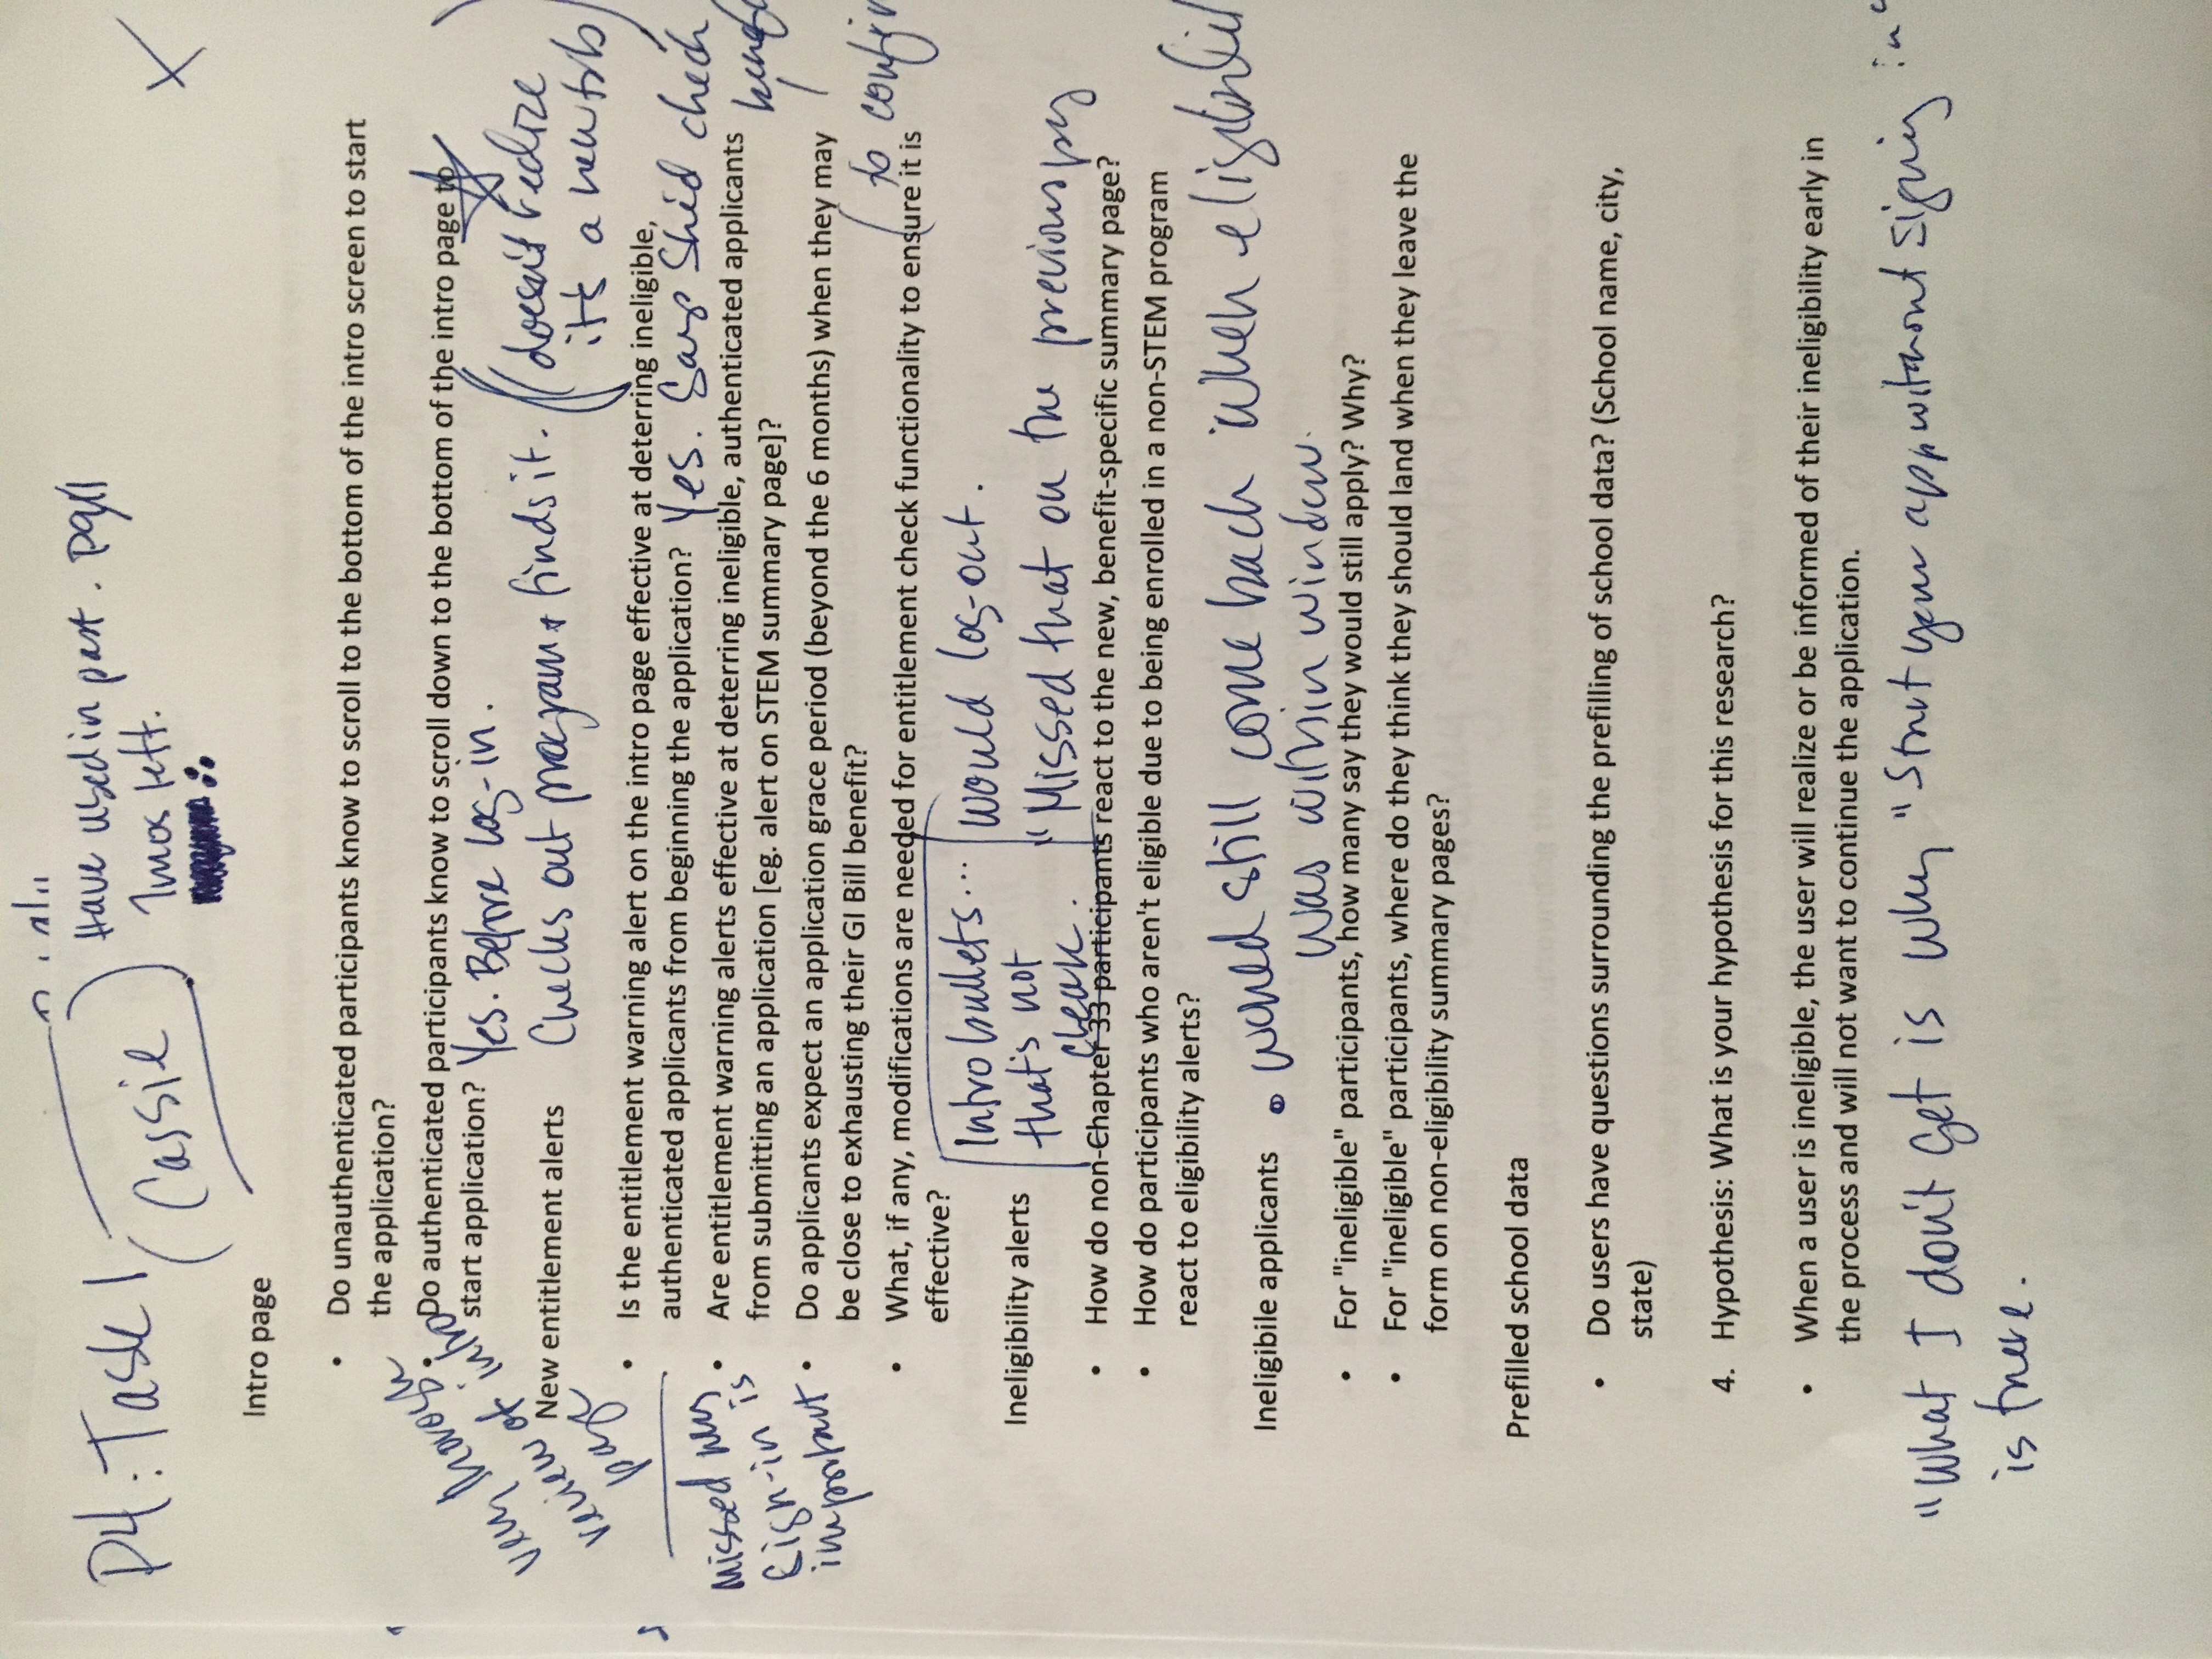 P4: Task 1
(Cassie)
Have used in past.
7 mos left.
Intro page
• Do unauthenticated participants know to scroll to the bottom of the intro screen to start
the application?
• Do authenticated participants know to scroll down to the bottom of the intro page to
start application? Yes. Before log-in.
Checks out program & finds it. (doesn't realize
it's a new tab)
New entitlement alerts
• Is the entitlement warning alert on the intro page effective at deterring ineligible,
authenticated applicants from beginning the application? Yes. Says She'd check
• Are entitlement warning alerts effective at deterring ineligible, authenticated applicants
from submitting an application [eg. alert on STEM summary page]?
Missed why
sign-in is
important
• Do applicants expect an application grace period (beyond the 6 months) when they may
be close to exhausting their GI Bill benefit?
to confir
• What, if any, modifications are needed for entitlement check functionality to ensure it is
effective?
Intro bullets...
that's not
clear.
would log-out.
"Missed that on the previous pg
Ineligibility alerts
• How do non-Chapter 33 participants react to the new, benefit-specific summary page?
• How do participants who aren't eligible due to being enrolled in a non-STEM program
react to eligibility alerts?
Ineligibile applicants
• would still come back when
was within window.
• For "ineligible" participants, how many say they would still apply? Why?
• For "ineligible" participants, where do they think they should land when they leave the
form on non-eligibility summary pages?
Prefilled school data
• Do users have questions surrounding the prefilling of school data? (School name, city,
state)
4. Hypothesis: What is your hypothesis for this research?
• When a user is ineligible, the user will realize or be informed of their ineligibility early in
the process and will not want to continue the application.
"What I don't get is why "Start your app without signing in"
is there.